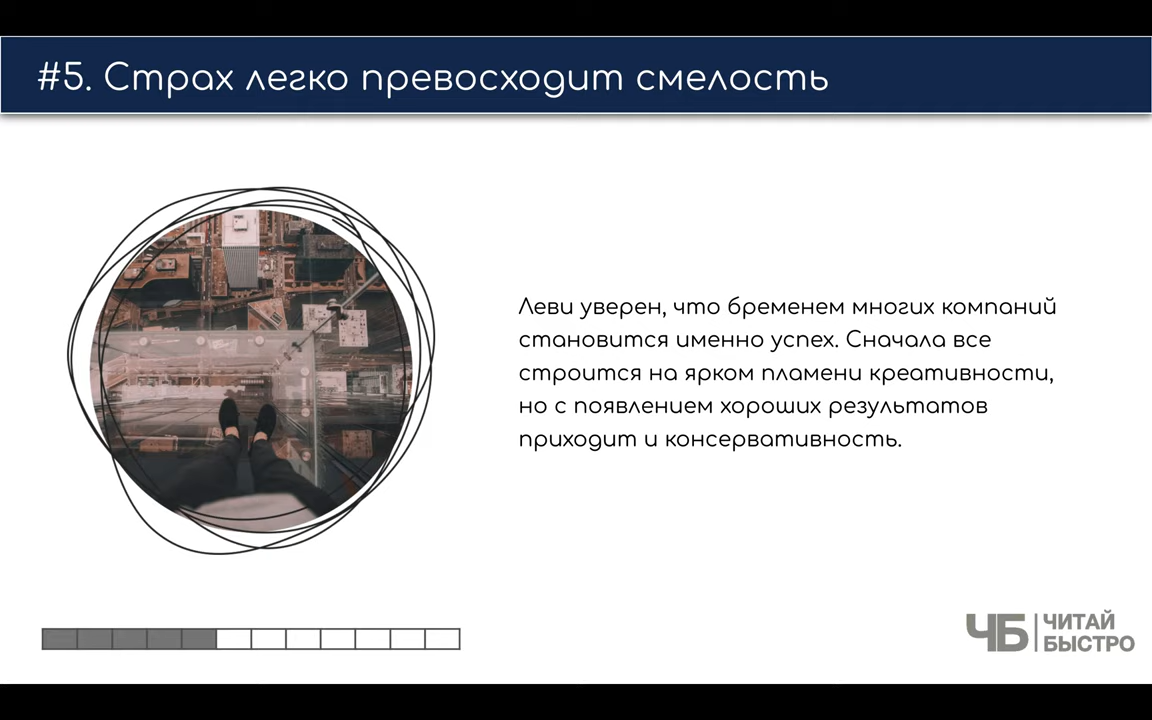 #5. Страх легко превосходит смелость
Леви уверен, что бременем многих компаний
становится именно успех. Сначала все
строится на ярком пламени креативности,
но с появлением хороших результатов
приходит и консервативность.
ЧБ
ЧИТАЙ
БЫСТРО